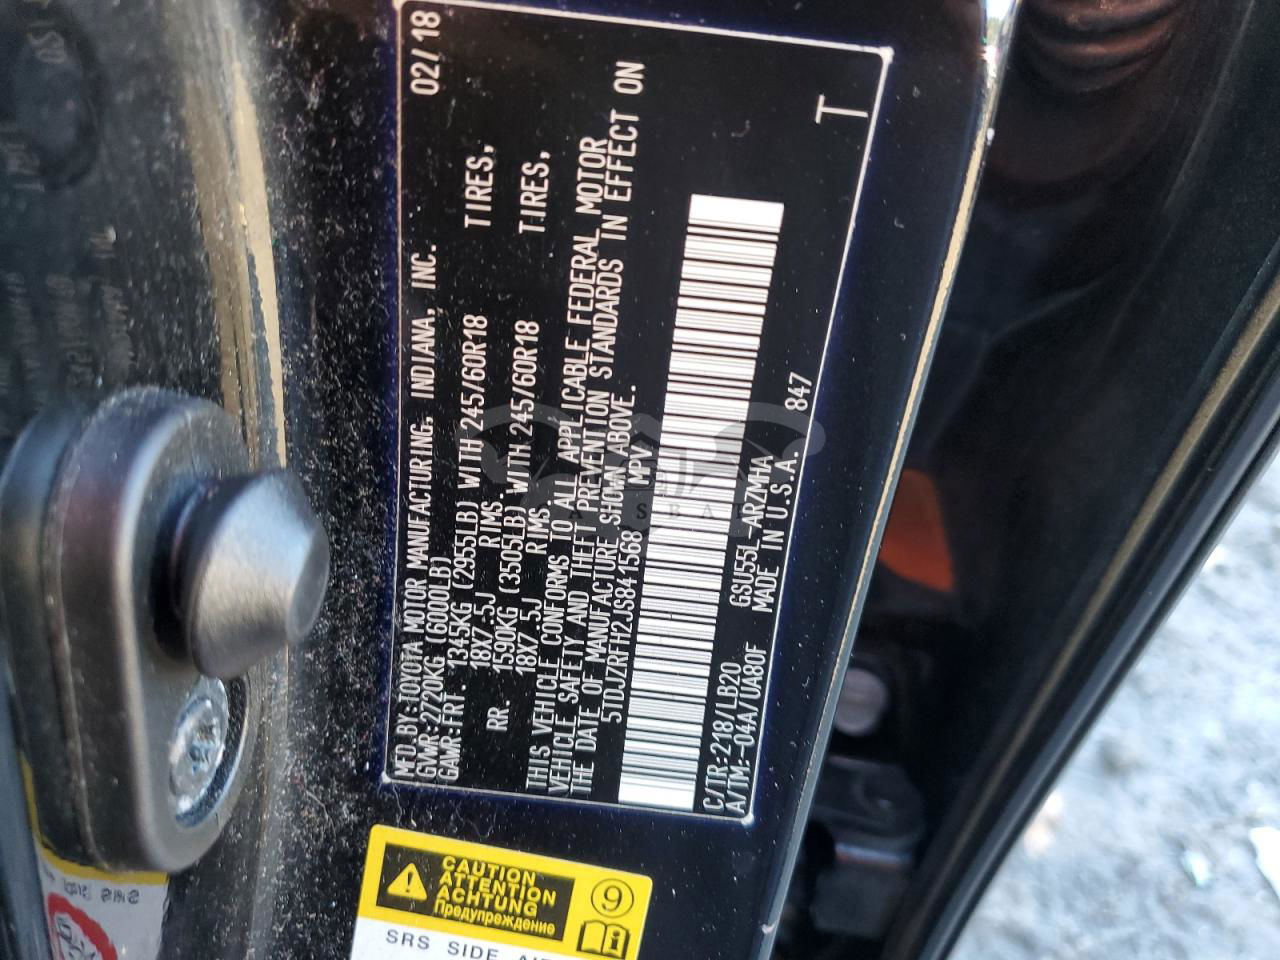 MFD.BY:TOYOTA MOTOR MANUFACTURING, INDIANA, INC. 02/18
GVWR:2720KG (6000LB)
GAWR:FRT. 1345KG (2955LB) WITH 245/60R18 TIRES,
18X7.5J RIMS.
RR. 1590KG (3505LB) WITH 245/60R18 TIRES,
18X7.5J RIMS.
THIS VEHICLE CONFORMS TO ALL APPLICABLE FEDERAL MOTOR
VEHICLE SAFETY AND THEFT PREVENTION STANDARDS IN EFFECT ON
THE DATE OF MANUFACTURE SHOWN ABOVE.
5TDJZRFH2JS841568 MPV
C/TR:218/LB20 GSU55L-ARZMHA 847 T
A/TM:-04A/UA80F MADE IN U.S.A.
CAUTION
ATTENTION
ACHTUNG
Предупреждение
9
SRS SIDE